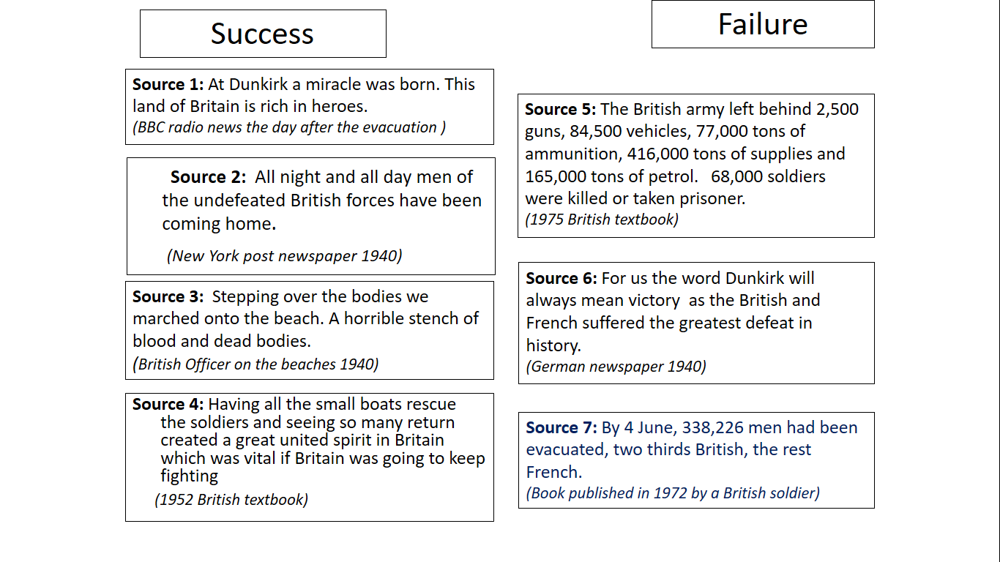 Success
Source 1: At Dunkirk a miracle was born. This
land of Britain is rich in heroes.
(BBC radio news the day after the evacuation )
Source 2:  All night and all day men of
the undefeated British forces have been
coming home.
(New York post newspaper 1940)
Source 3:  Stepping over the bodies we
marched onto the beach. A horrible stench of
blood and dead bodies.
(British Officer on the beaches 1940)
Source 4: Having all the small boats rescue
the soldiers and seeing so many return
created a great united spirit in Britain
which was vital if Britain was going to keep
fighting
(1952 British textbook)
Failure
Source 5: The British army left behind 2,500
guns, 84,500 vehicles, 77,000 tons of
ammunition, 416,000 tons of supplies and
165,000 tons of petrol.   68,000 soldiers
were killed or taken prisoner.
(1975 British textbook)
Source 6: For us the word Dunkirk will
always mean victory  as the British and
French suffered the greatest defeat in
history.
(German newspaper 1940)
Source 7: By 4 June, 338,226 men had been
evacuated, two thirds British, the rest
French.
(Book published in 1972 by a British soldier)